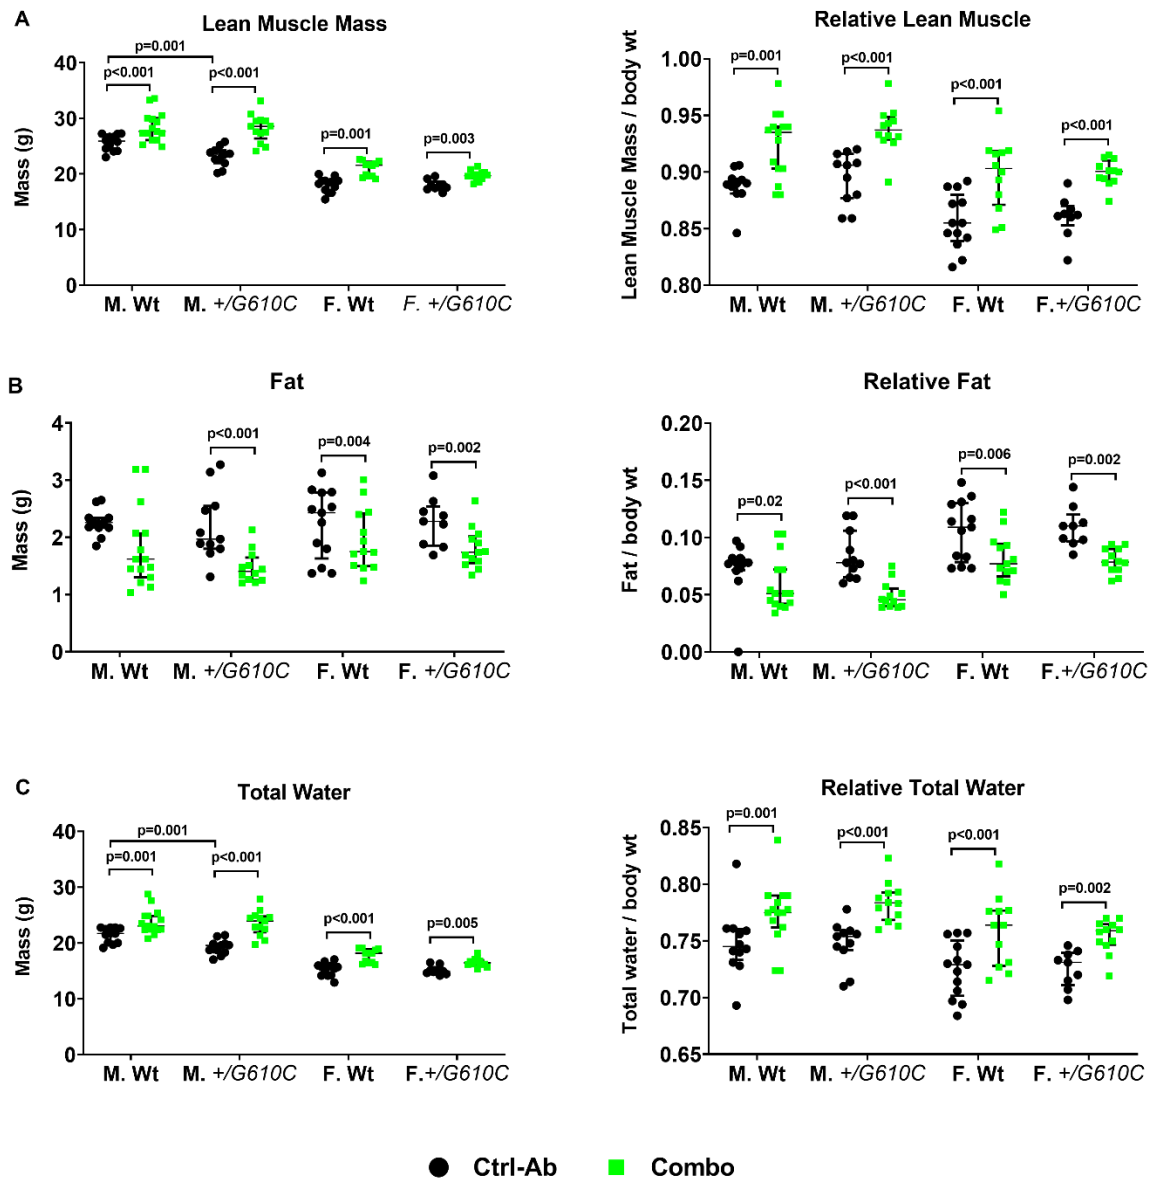 A
Lean Muscle Mass
Mass (g)
40
30
20
10
0
p=0.001
p<0.001
p<0.001
p=0.001
p=0.003
M. Wt
M. +/G610C
F. Wt
F. +/G610C
Relative Lean Muscle
Lean Muscle Mass / body wt
1.00
0.95
0.90
0.85
0.80
p=0.001
p<0.001
p<0.001
p<0.001
M. Wt
M. +/G610C
F. Wt
F.+/G610C
B
Fat
Mass (g)
4
3
2
1
0
p<0.001
p=0.004
p=0.002
M. Wt
M. +/G610C
F. Wt
F. +/G610C
Relative Fat
Fat / body wt
0.20
0.15
0.10
0.05
0.00
p=0.02
p<0.001
p=0.006
p=0.002
M. Wt
M. +/G610C
F. Wt
F.+/G610C
C
Total Water
Mass (g)
40
30
20
10
0
p=0.001
p=0.001
p<0.001
p<0.001
p=0.005
M. Wt
M. +/G610C
F. Wt
F.+/G610C
Relative Total Water
Total water / body wt
0.85
0.80
0.75
0.70
0.65
p=0.001
p<0.001
p<0.001
p=0.002
M. Wt
M. +/G610C
F. Wt
F. +/G610C
Ctrl-Ab
Combo